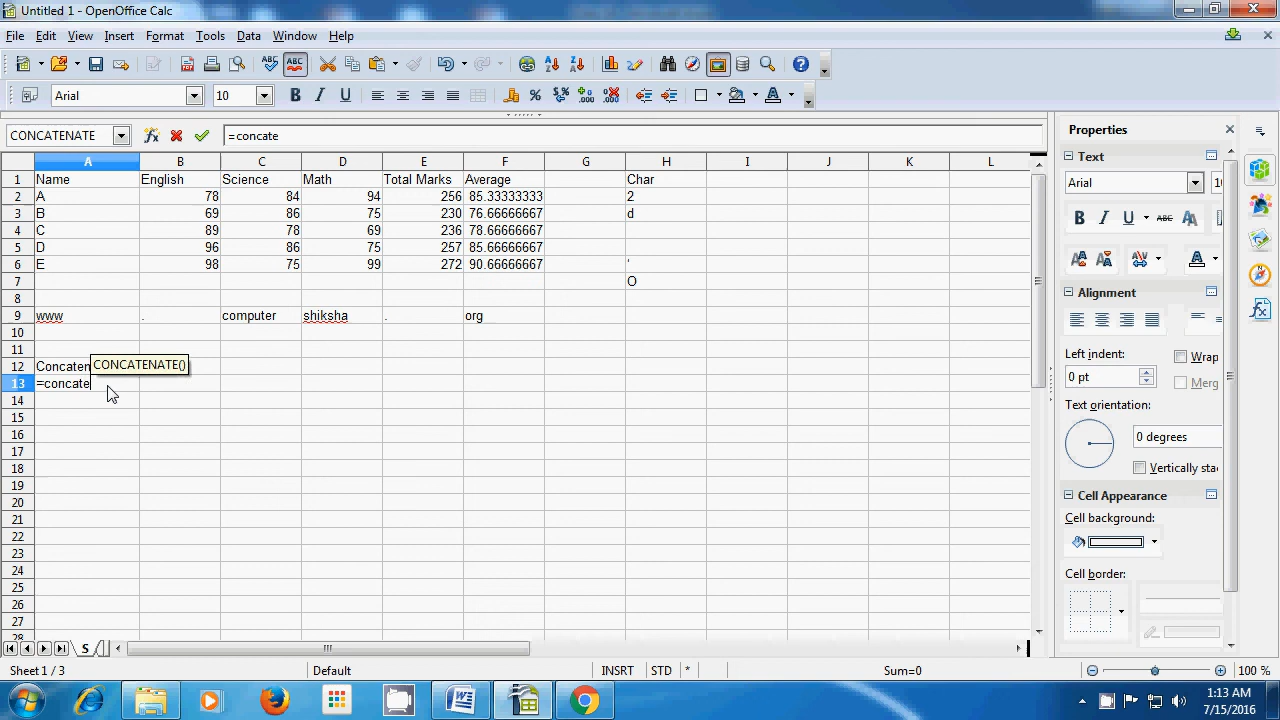 Untitled 1 - OpenOffice Calc
File Edit View Insert Format Tools Data Window Help
Arial 10
CONCATENATE =concate
A B C D E F G H I J K L
1 Name English Science Math Total Marks Average Char
2 A 78 84 94 256 85.33333333 2
3 B 69 86 75 230 76.66666667 d
4 C 89 78 69 236 78.66666667
5 D 96 86 75 257 85.66666667
6 E 98 75 99 272 90.66666667 '
7 O
8
9 www . computer shiksha . org
10
11
12 Concaten CONCATENATE()
13 =concate
14
15
16
17
18
19
20
21
22
23
24
25
26
27
28
S
Sheet 1 / 3 Default INSRT STD * Sum=0 100 %
Properties
Text
Arial
Alignment
Left indent: Wrap
0 pt Merg
Text orientation:
0 degrees
Vertically stac
Cell Appearance
Cell background:
Cell border:
1:13 AM
7/15/2016